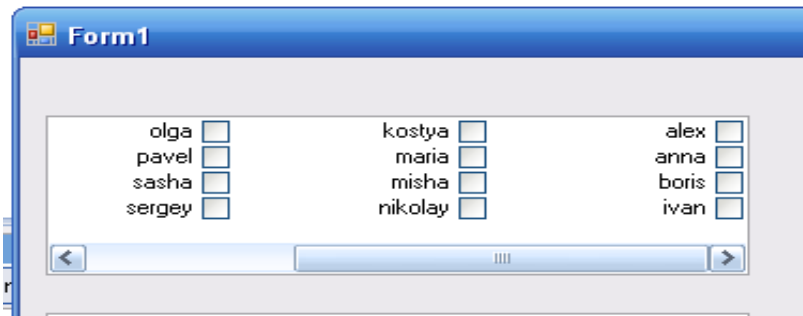 Form1
olga kostya alex
pavel maria anna
sasha misha boris
sergey nikolay ivan